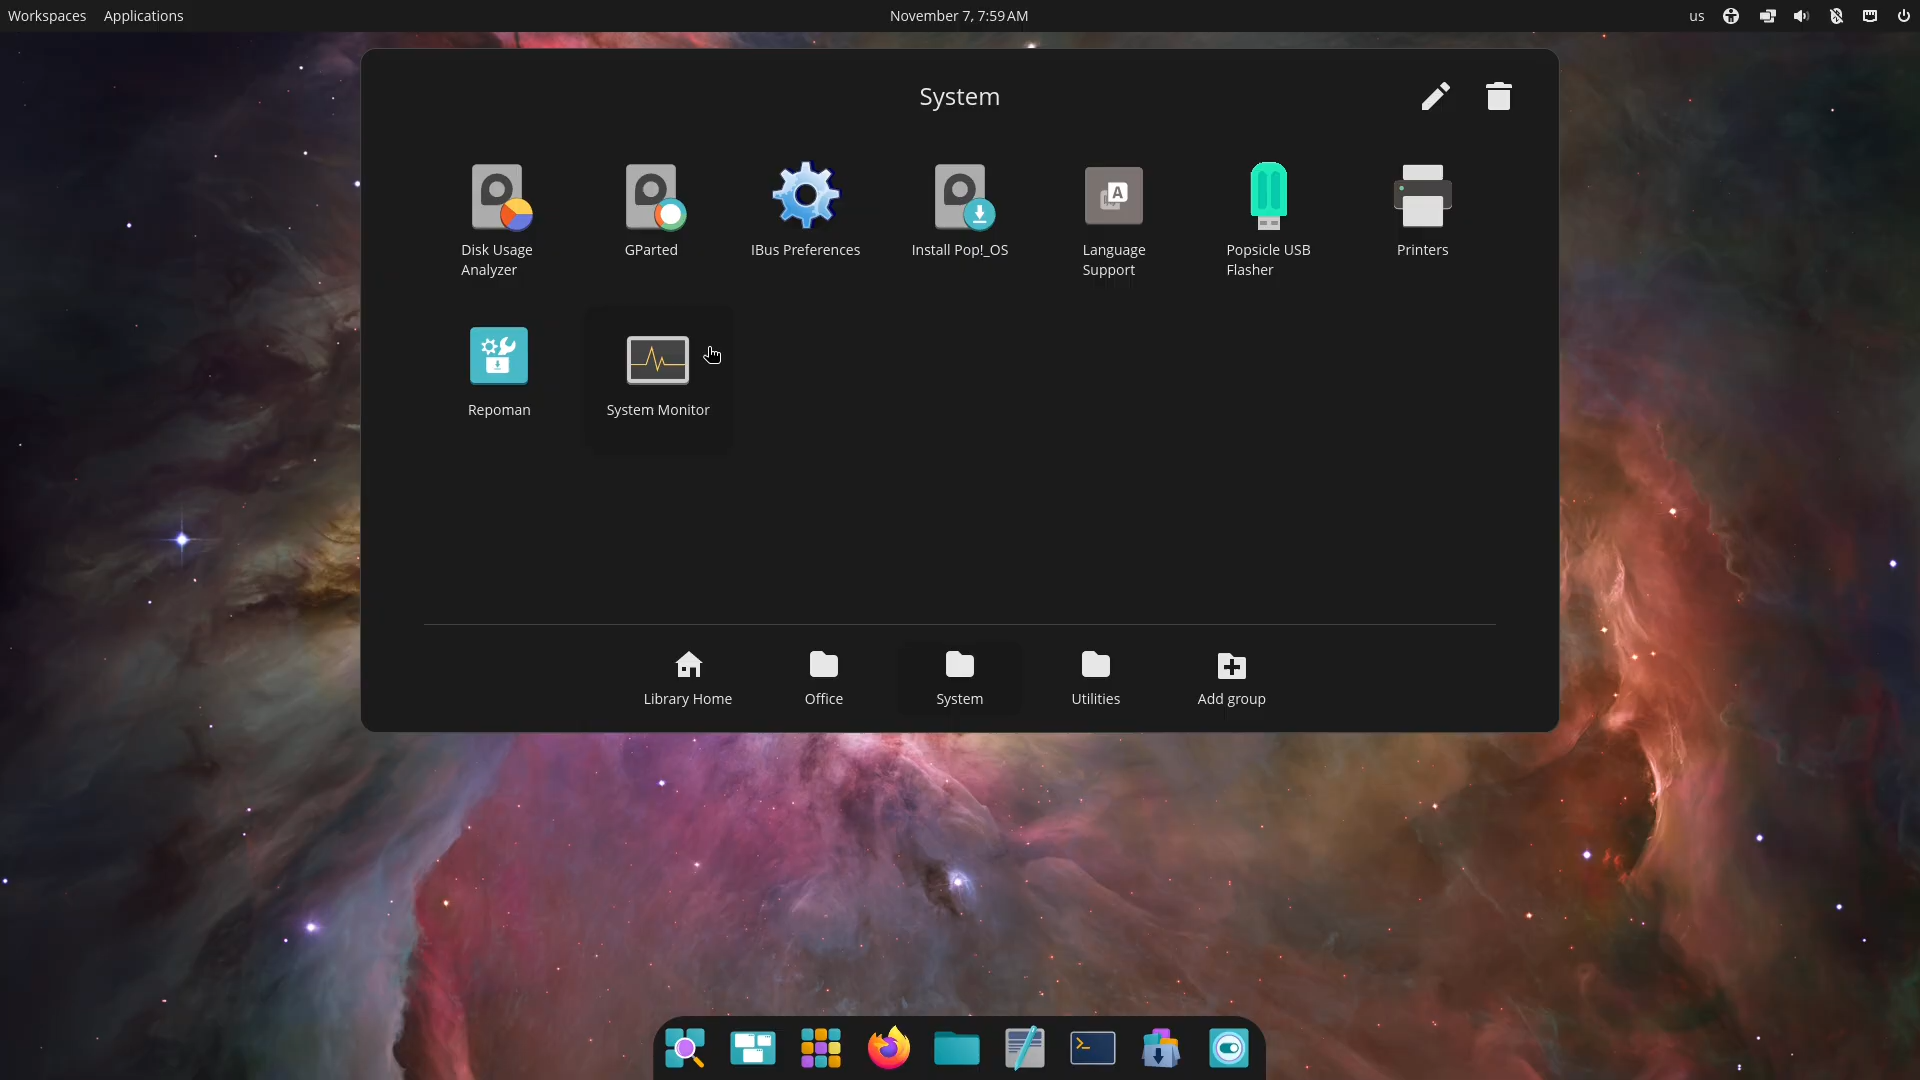 Workspaces Applications November 7, 7:59 AM us
System
Disk Usage Analyzer
GParted
IBus Preferences
Install Pop!_OS
Language Support
Popsicle USB Flasher
Printers
Repoman
System Monitor
Library Home
Office
System
Utilities
Add group